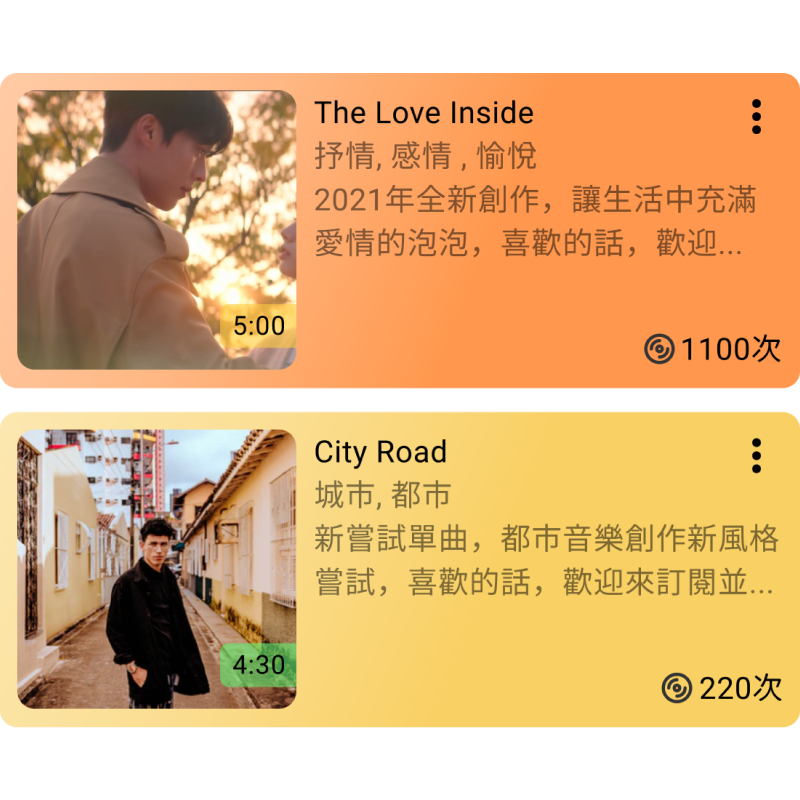 The Love Inside
抒情, 感情 , 愉悅
2021年全新創作，讓生活中充滿
愛情的泡泡，喜歡的話，歡迎...
5:00
1100次
City Road
城市, 都市
新嘗試單曲，都市音樂創作新風格
嘗試，喜歡的話，歡迎來訂閱並...
4:30
220次